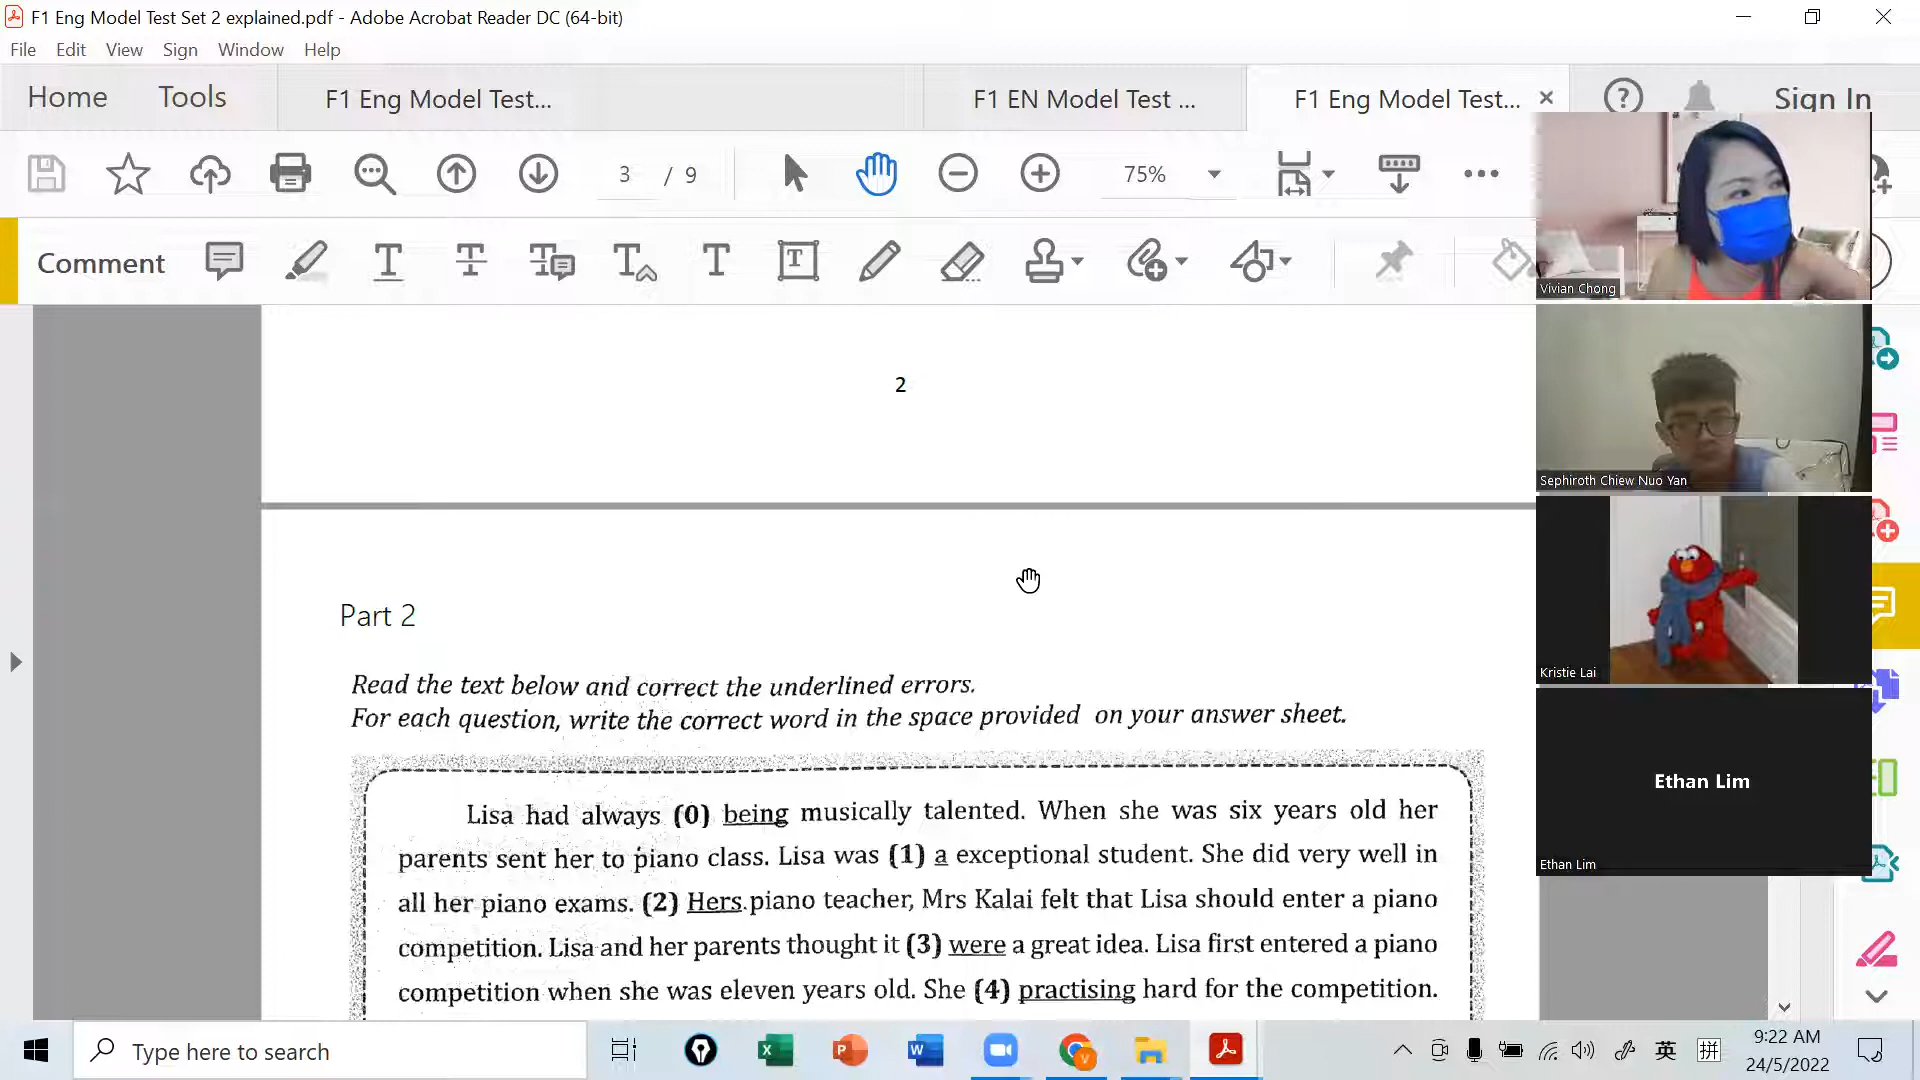 F1 Eng Model Test Set 2 explained.pdf - Adobe Acrobat Reader DC (64-bit)
File Edit View Sign Window Help
Home Tools F1 Eng Model Test... F1 EN Model Test ... F1 Eng Model Test... Sign In
3 / 9 75%
Comment
Vivian Chong
2
Sephiroth Chiew Nuo Yan
Part 2
Kristie Lai
Read the text below and correct the underlined errors.
For each question, write the correct word in the space provided on your answer sheet.
Ethan Lim
Ethan Lim
Lisa had always (0) being musically talented. When she was six years old her
parents sent her to piano class. Lisa was (1) a exceptional student. She did very well in
all her piano exams. (2) Hers piano teacher, Mrs Kalai felt that Lisa should enter a piano
competition. Lisa and her parents thought it (3) were a great idea. Lisa first entered a piano
competition when she was eleven years old. She (4) practising hard for the competition.
Type here to search
英 拼
9:22 AM
24/5/2022